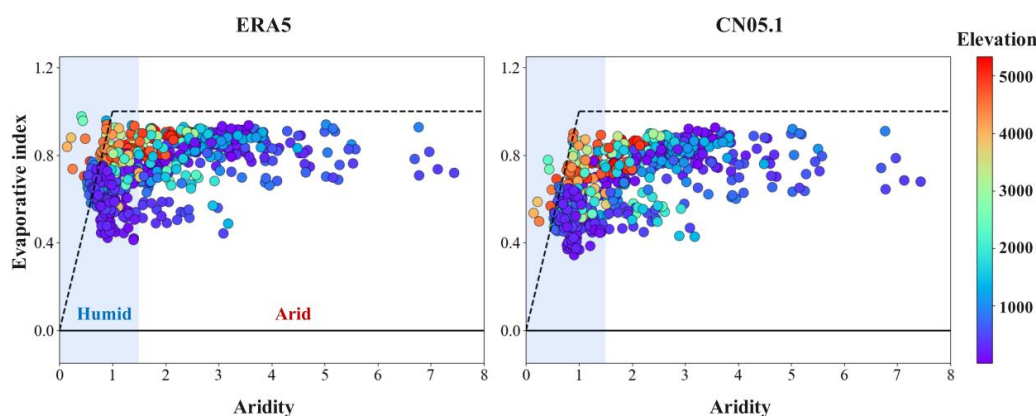 ERA5
CN05.1
Elevation
1.2
0.8
0.4
0.0
Evaporative index
Humid
Arid
0 1 2 3 4 5 6 7 8
Aridity
1.2
0.8
0.4
0.0
0 1 2 3 4 5 6 7 8
Aridity
5000
4000
3000
2000
1000